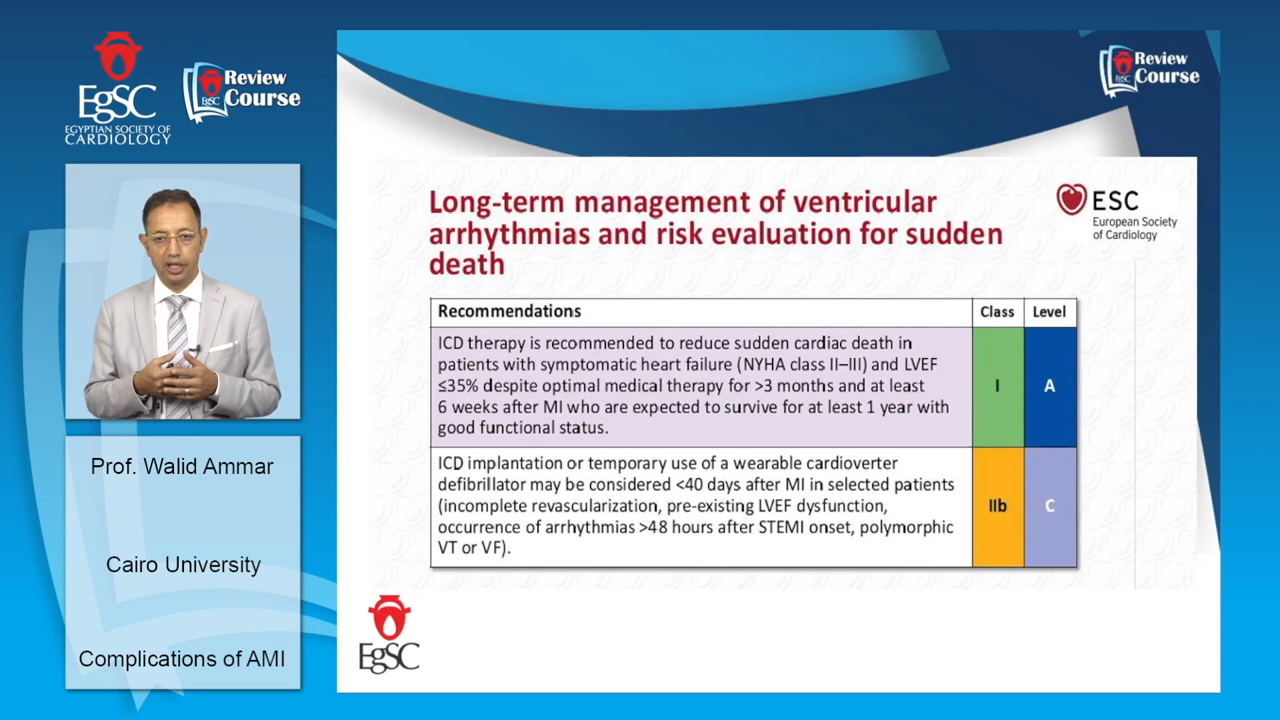 EgSC
EGYPTIAN SOCIETY OF
CARDIOLOGY
EgSC
Review
Course
Prof. Walid Ammar
Cairo University
Complications of AMI
EgSC
Review
Course
Long-term management of ventricular
arrhythmias and risk evaluation for sudden
death
ESC
European Society
of Cardiology
Recommendations Class Level
ICD therapy is recommended to reduce sudden cardiac death in
patients with symptomatic heart failure (NYHA class II–III) and LVEF
≤35% despite optimal medical therapy for >3 months and at least
6 weeks after MI who are expected to survive for at least 1 year with
good functional status.
I A
ICD implantation or temporary use of a wearable cardioverter
defibrillator may be considered <40 days after MI in selected patients
(incomplete revascularization, pre-existing LVEF dysfunction,
occurrence of arrhythmias >48 hours after STEMI onset, polymorphic
VT or VF).
IIb C
EgSC